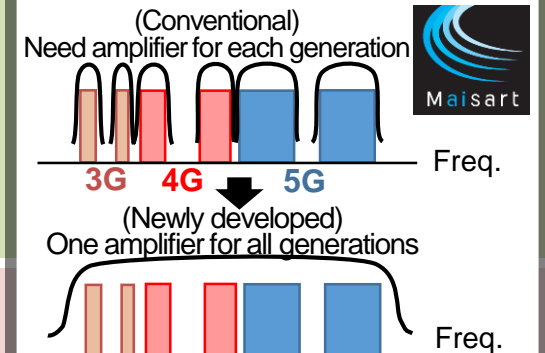 (Conventional)
Need amplifier for each generation
Maisart
Freq.
3G 4G 5G
(Newly developed)
One amplifier for all generations
Freq.